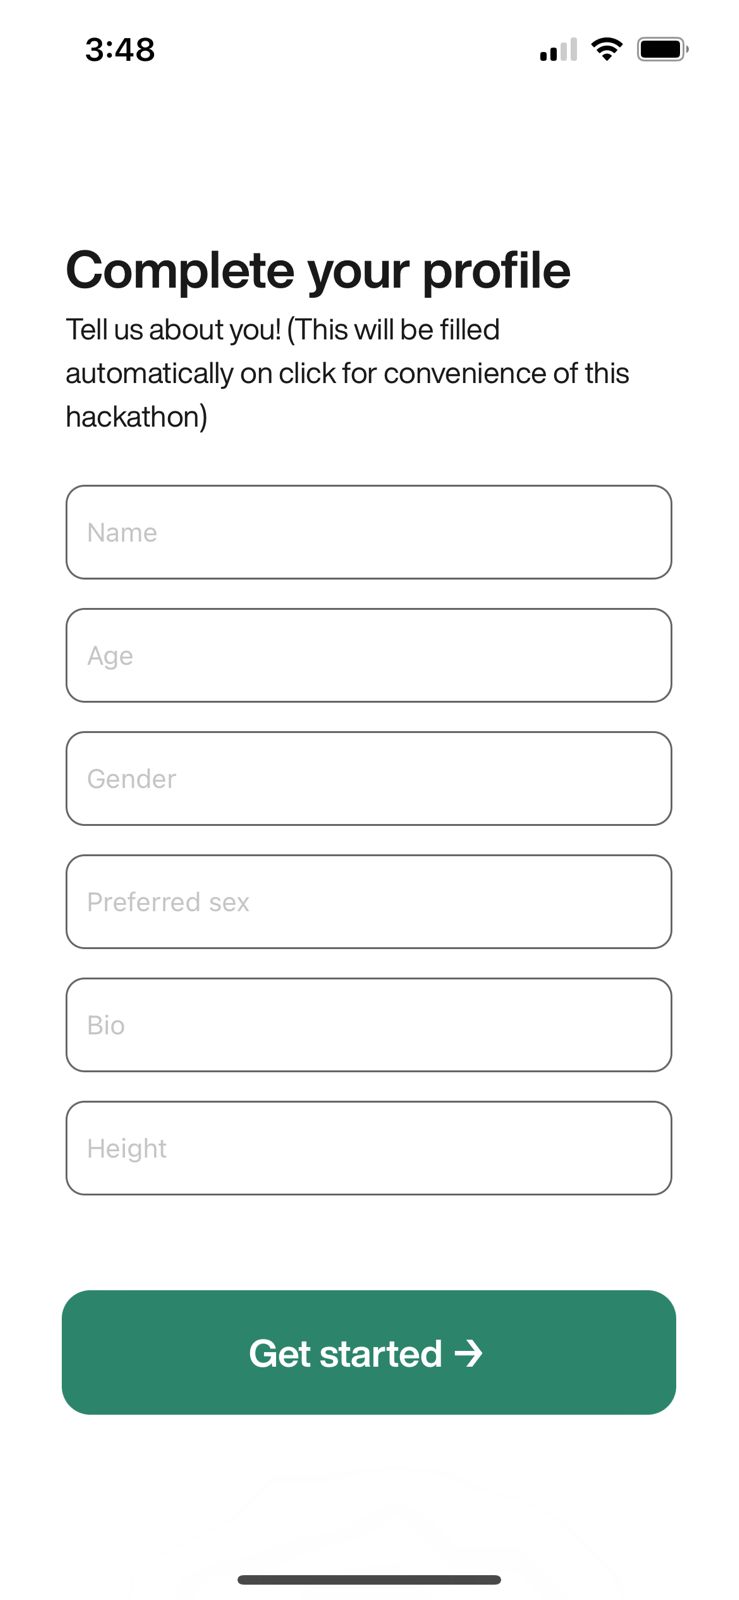 3:48
Complete your profile
Tell us about you! (This will be filled
automatically on click for convenience of this
hackathon)
Name
Age
Gender
Preferred sex
Bio
Height
Get started →